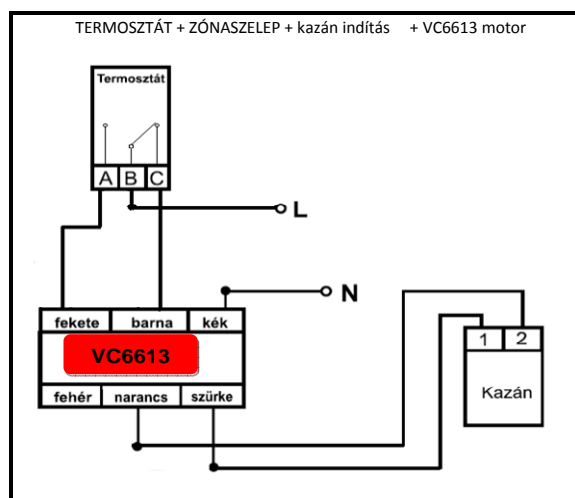 TERMOSZTÁT + ZÓNASZELEP + kazán indítás + VC6613 motor
Termosztát
A B C
L
N
fekete barna kék
VC6613
fehér narancs szürke
1 2
Kazán